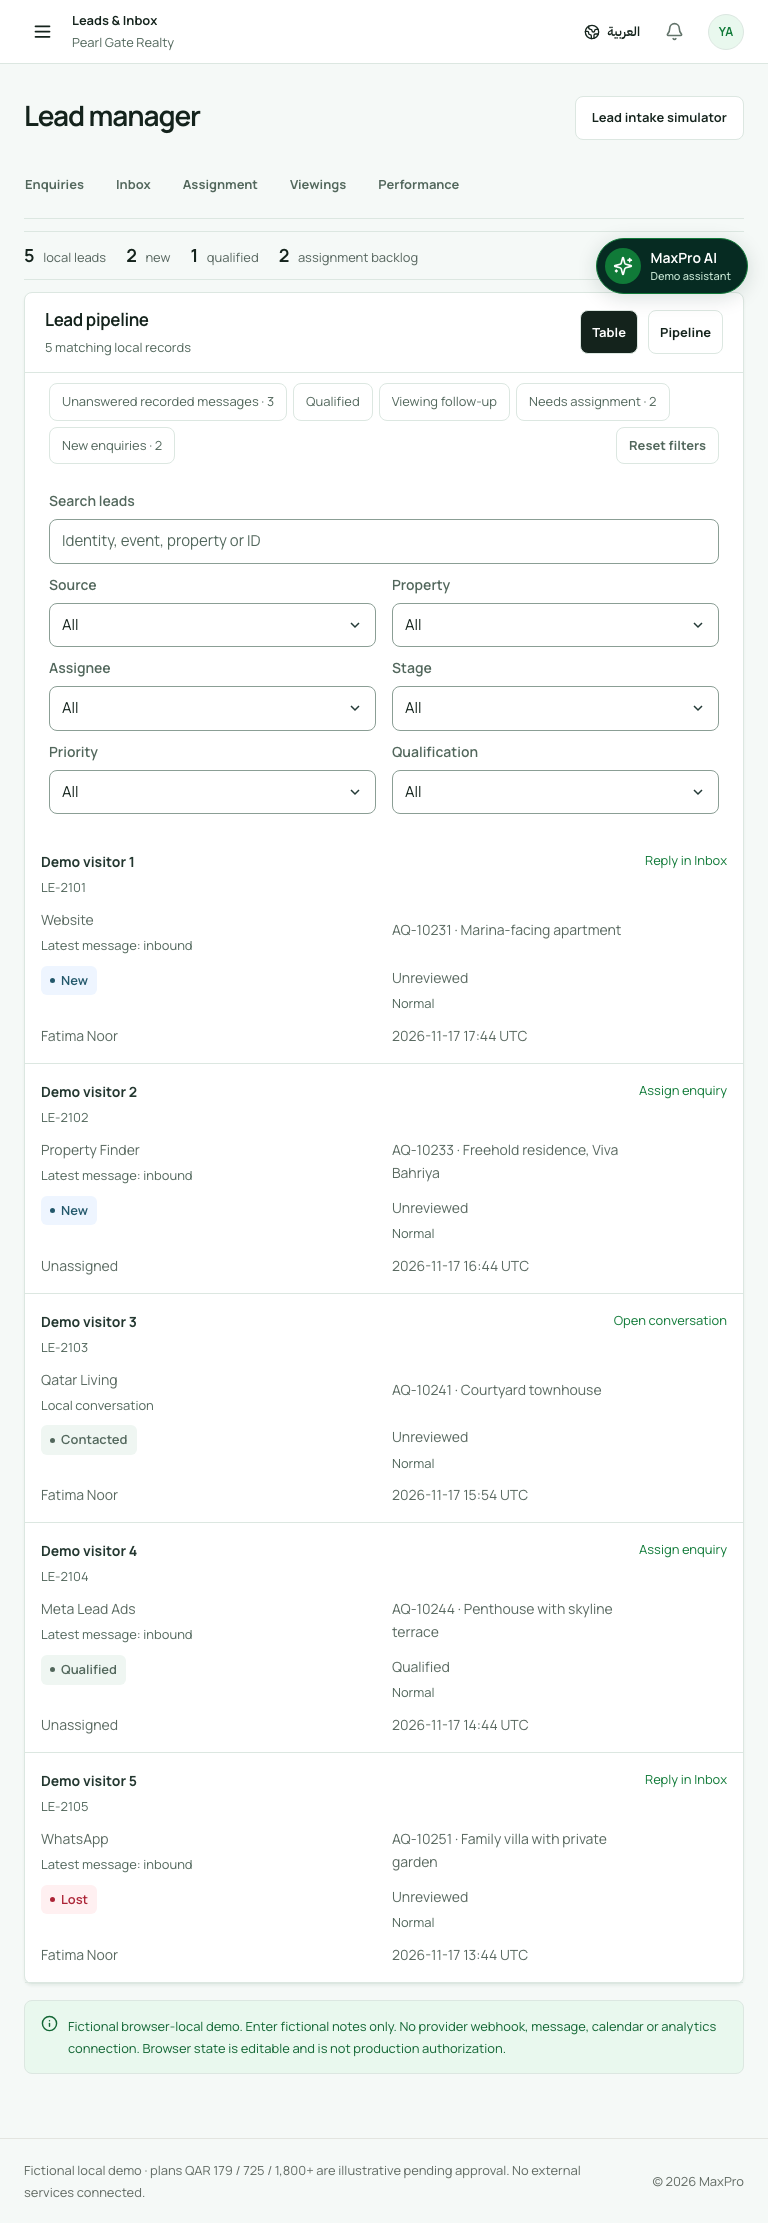 Leads & Inbox
Pearl Gate Realty
العربية
YA
Lead manager
Lead intake simulator
Enquiries Inbox Assignment Viewings Performance
5 local leads 2 new 1 qualified 2 assignment backlog
MaxPro AI
Demo assistant
Lead pipeline
5 matching local records
Table Pipeline
Unanswered recorded messages · 3 Qualified Viewing follow-up Needs assignment · 2
New enquiries · 2 Reset filters
Search leads
Identity, event, property or ID
Source Property
All All
Assignee Stage
All All
Priority Qualification
All All
Demo visitor 1 Reply in Inbox
LE-2101
Website
AQ-10231 · Marina-facing apartment
Latest message: inbound
New Unreviewed
Normal
Fatima Noor 2026-11-17 17:44 UTC
Demo visitor 2 Assign enquiry
LE-2102
Property Finder AQ-10233 · Freehold residence, Viva
Latest message: inbound Bahriya
New Unreviewed
Normal
Unassigned 2026-11-17 16:44 UTC
Demo visitor 3 Open conversation
LE-2103
Qatar Living
AQ-10241 · Courtyard townhouse
Local conversation
Contacted Unreviewed
Normal
Fatima Noor 2026-11-17 15:54 UTC
Demo visitor 4 Assign enquiry
LE-2104
Meta Lead Ads AQ-10244 · Penthouse with skyline
Latest message: inbound terrace
Qualified Qualified
Normal
Unassigned 2026-11-17 14:44 UTC
Demo visitor 5 Reply in Inbox
LE-2105
WhatsApp AQ-10251 · Family villa with private
Latest message: inbound garden
Lost Unreviewed
Normal
Fatima Noor 2026-11-17 13:44 UTC
Fictional browser-local demo. Enter fictional notes only. No provider webhook, message, calendar or analytics
connection. Browser state is editable and is not production authorization.
Fictional local demo · plans QAR 179 / 725 / 1,800+ are illustrative pending approval. No external
services connected.
© 2026 MaxPro